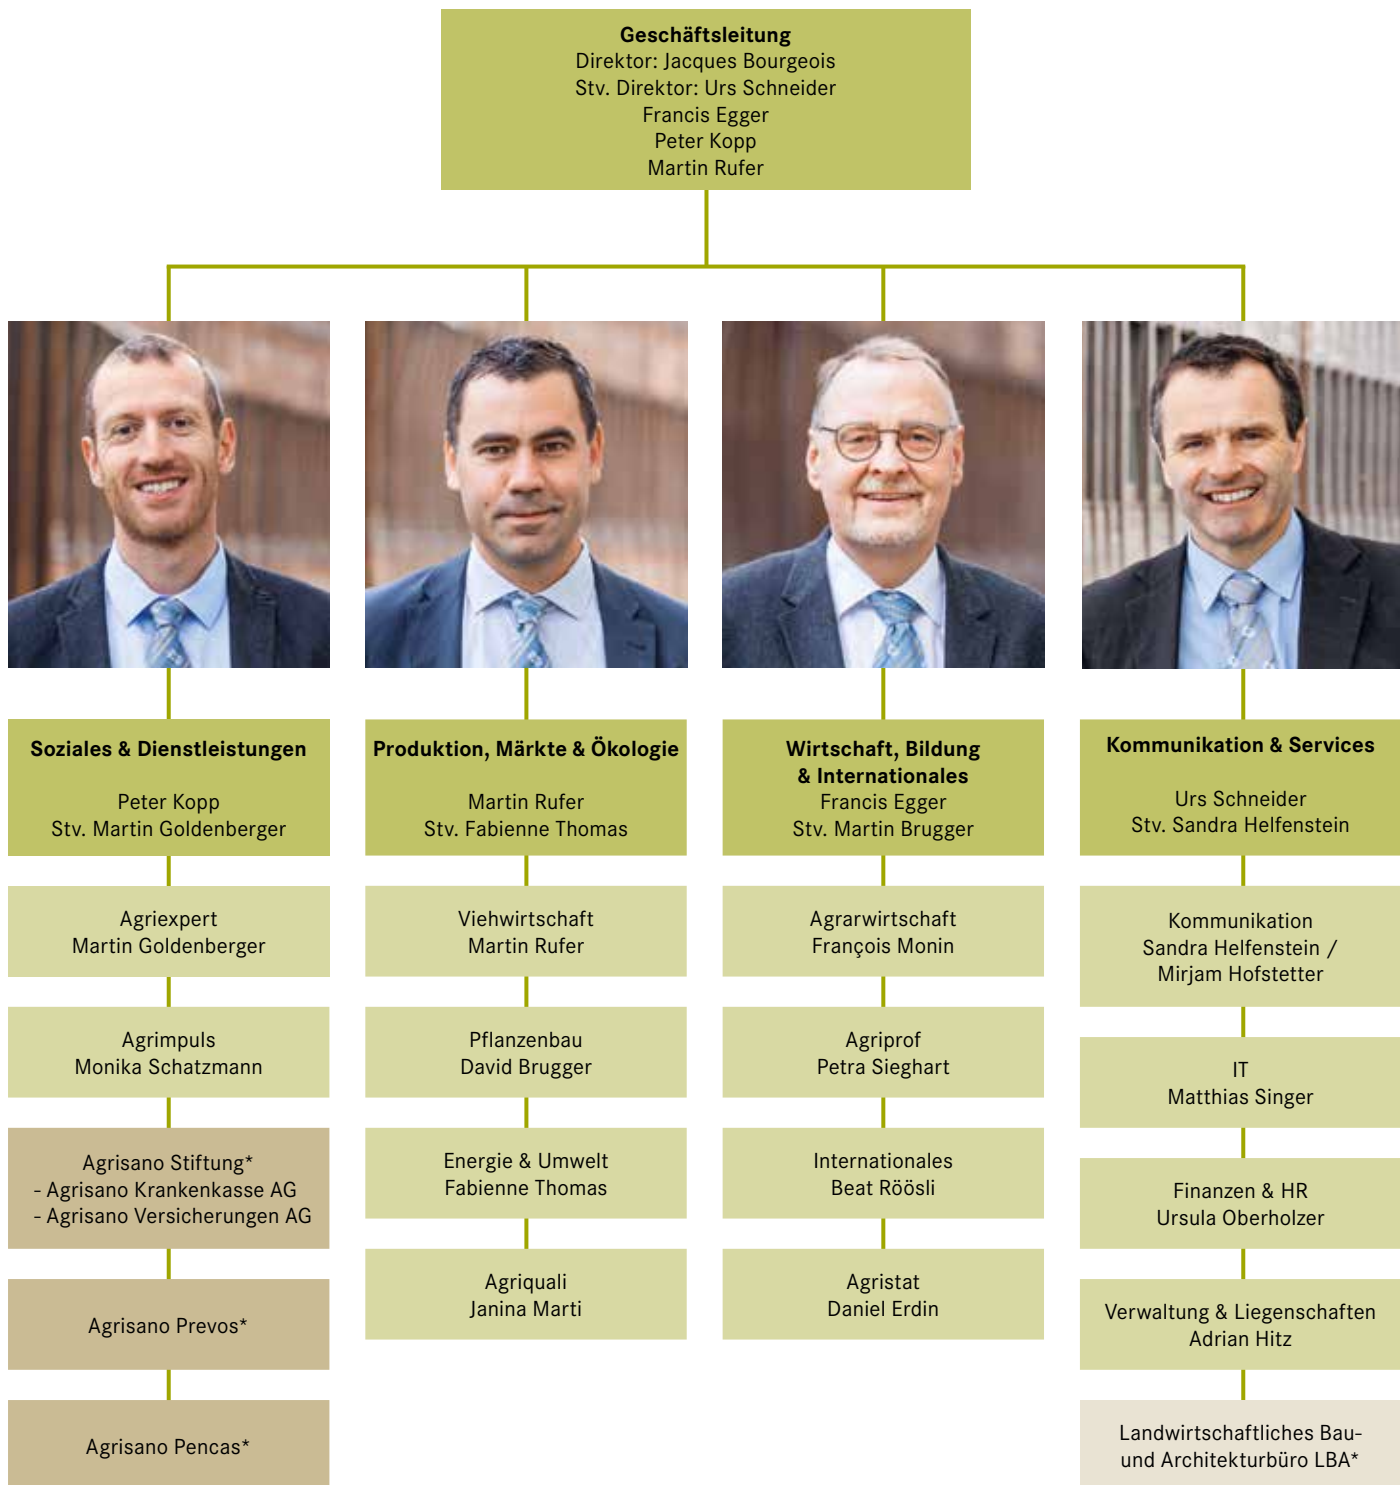 Geschäftsleitung
Direktor: Jacques Bourgeois
Stv. Direktor: Urs Schneider
Francis Egger
Peter Kopp
Martin Rufer
Soziales & Dienstleistungen
Peter Kopp
Stv. Martin Goldenberger
Agriexpert
Martin Goldenberger
Agrimpuls
Monika Schatzmann
Agrisano Stiftung*
- Agrisano Krankenkasse AG
- Agrisano Versicherungen AG
Agrisano Prevos*
Agrisano Pencas*
Produktion, Märkte & Ökologie
Martin Rufer
Stv. Fabienne Thomas
Viehwirtschaft
Martin Rufer
Pflanzenbau
David Brugger
Energie & Umwelt
Fabienne Thomas
Agriquali
Janina Marti
Wirtschaft, Bildung
& Internationales
Francis Egger
Stv. Martin Brugger
Agrarwirtschaft
François Monin
Agriprof
Petra Sieghart
Internationales
Beat Röösli
Agristat
Daniel Erdin
Kommunikation & Services
Urs Schneider
Stv. Sandra Helfenstein
Kommunikation
Sandra Helfenstein /
Mirjam Hofstetter
IT
Matthias Singer
Finanzen & HR
Ursula Oberholzer
Verwaltung & Liegenschaften
Adrian Hitz
Landwirtschaftliches Bau-
und Architekturbüro LBA*